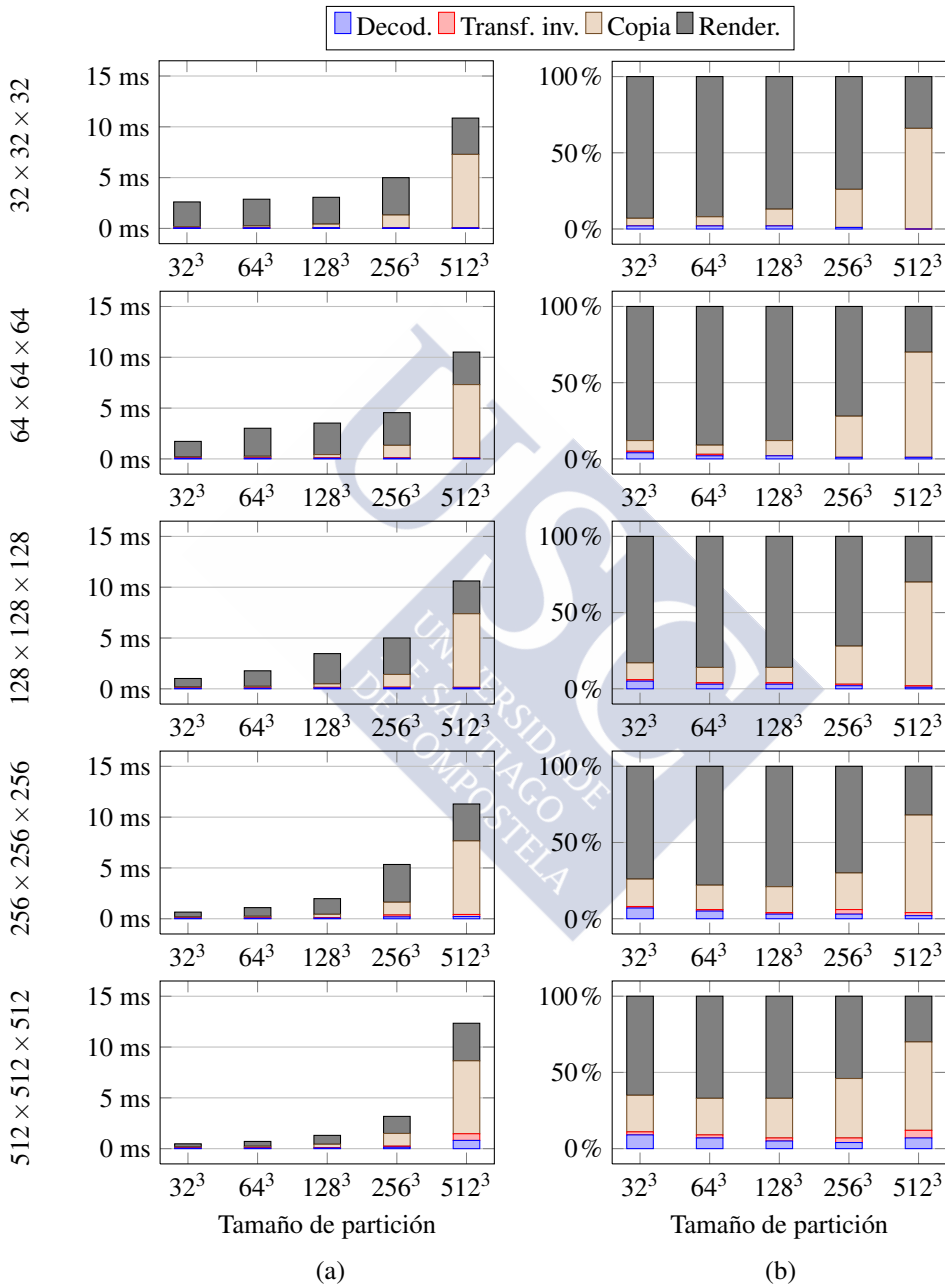 Decod. Transf. inv. Copia Render.
32 × 32 × 32
15 ms
10 ms
5 ms
0 ms
32³ 64³ 128³ 256³ 512³
100 %
50 %
0 %
32³ 64³ 128³ 256³ 512³
64 × 64 × 64
15 ms
10 ms
5 ms
0 ms
32³ 64³ 128³ 256³ 512³
100 %
50 %
0 %
32³ 64³ 128³ 256³ 512³
128 × 128 × 128
15 ms
10 ms
5 ms
0 ms
32³ 64³ 128³ 256³ 512³
100 %
50 %
0 %
32³ 64³ 128³ 256³ 512³
256 × 256 × 256
15 ms
10 ms
5 ms
0 ms
32³ 64³ 128³ 256³ 512³
100 %
50 %
0 %
32³ 64³ 128³ 256³ 512³
512 × 512 × 512
15 ms
10 ms
5 ms
0 ms
32³ 64³ 128³ 256³ 512³
Tamaño de partición
(a)
100 %
50 %
0 %
32³ 64³ 128³ 256³ 512³
Tamaño de partición
(b)
USC
UNIVERSIDADE
DE SANTIAGO
DE COMPOSTELA